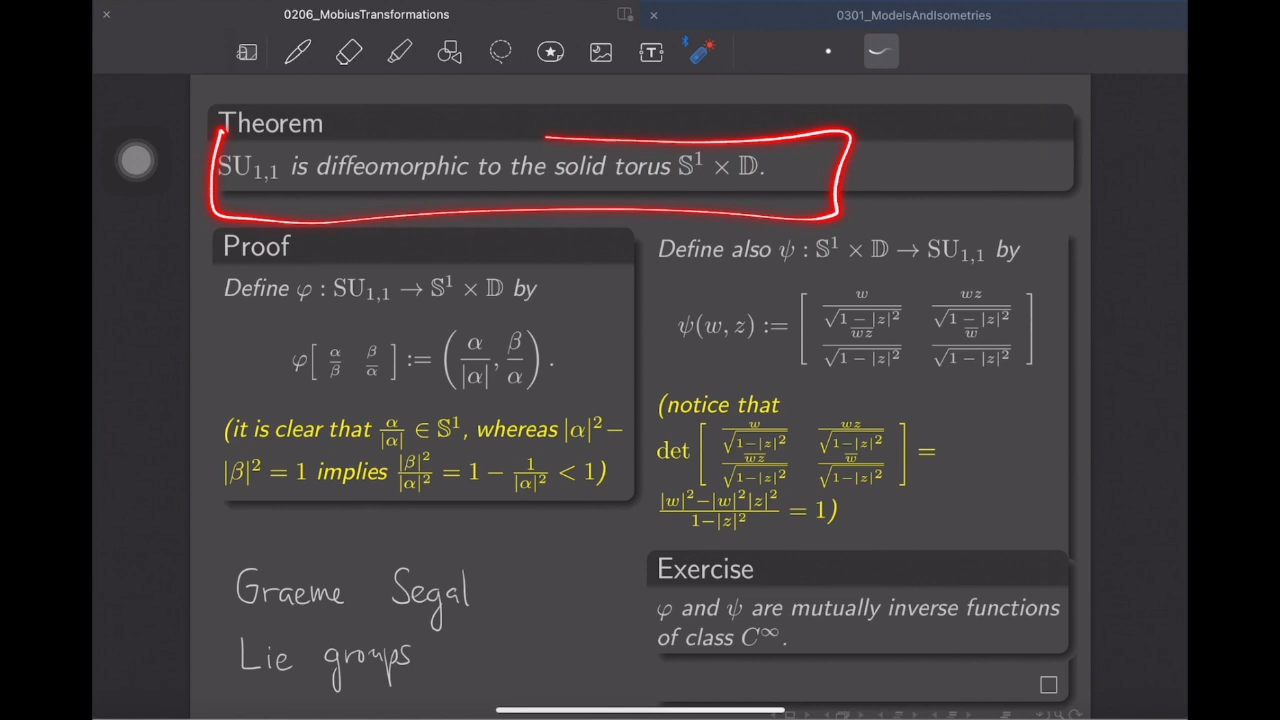 0206_MobiusTransformations
0301_ModelsAndIsometries
Theorem
SU₁,₁ is diffeomorphic to the solid torus 𝕊¹ × 𝔻.
Proof
Define φ : SU₁,₁ → 𝕊¹ × 𝔻 by
φ[ α β ; β̅ α̅ ] := ( α/|α| , β/α ) .
(it is clear that α/|α| ∈ 𝕊¹, whereas |α|² −
|β|² = 1 implies |β|²/|α|² = 1 − 1/|α|² < 1)
Graeme Segal
Lie groups
Define also ψ : 𝕊¹ × 𝔻 → SU₁,₁ by
ψ(w, z) := [ w/√(1 − |z|²) wz/√(1 − |z|²) ; w̅z̅/√(1 − |z|²) w̅/√(1 − |z|²) ]
(notice that
det [ w/√(1−|z|²) wz/√(1−|z|²) ; w̅z̅/√(1−|z|²) w̅/√(1−|z|²) ] =
(|w|²−|w|²|z|²)/(1−|z|²) = 1)
Exercise
φ and ψ are mutually inverse functions
of class C^∞.